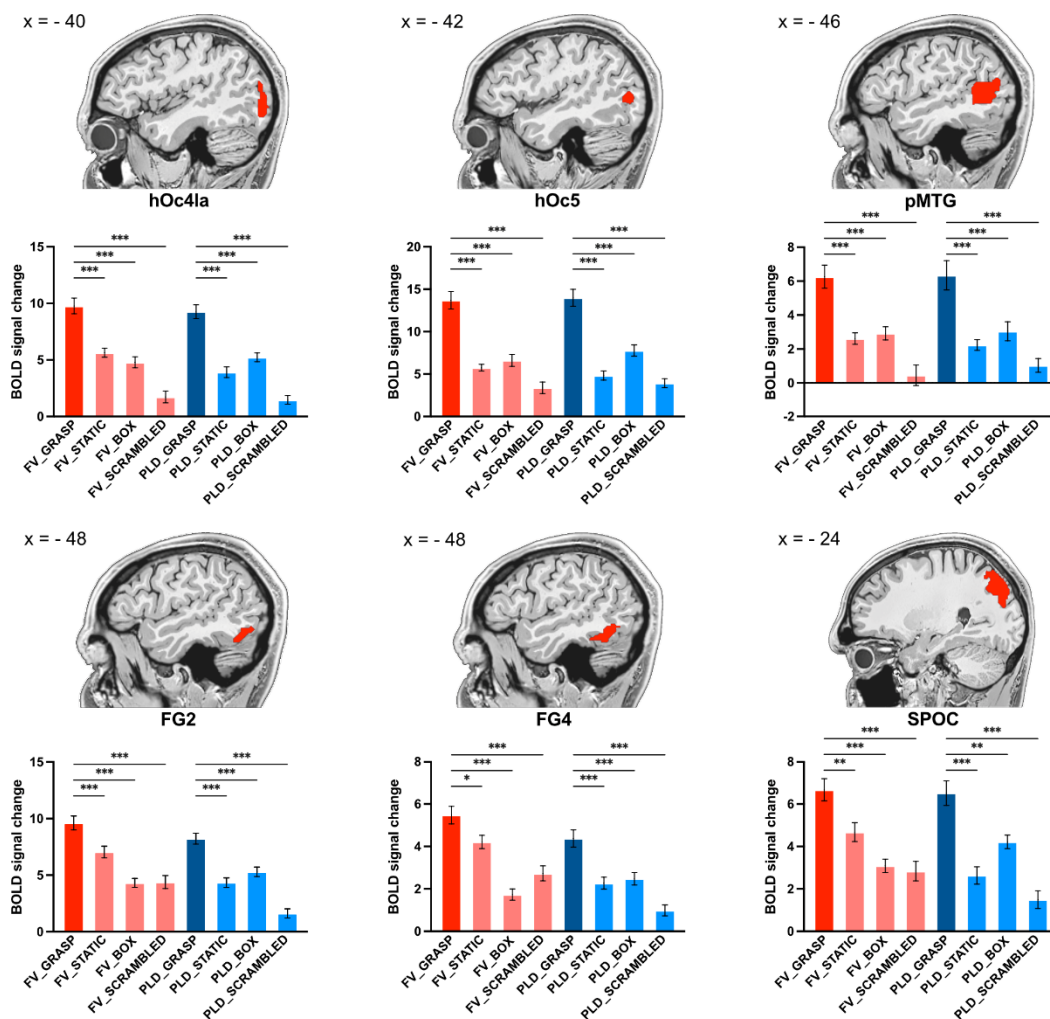 x = - 40
x = - 42
x = - 46
hOc4la
hOc5
pMTG
BOLD signal change
15
10
5
0
***
***
***
***
***
***
FV_GRASP
FV_STATIC
FV_BOX
FV_SCRAMBLED
PLD_GRASP
PLD_STATIC
PLD_BOX
PLD_SCRAMBLED
BOLD signal change
20
15
10
5
0
***
***
***
***
***
***
FV_GRASP
FV_STATIC
FV_BOX
FV_SCRAMBLED
PLD_GRASP
PLD_STATIC
PLD_BOX
PLD_SCRAMBLED
BOLD signal change
8
6
4
2
0
-2
***
***
***
***
***
***
FV_GRASP
FV_STATIC
FV_BOX
FV_SCRAMBLED
PLD_GRASP
PLD_STATIC
PLD_BOX
PLD_SCRAMBLED
x = - 48
x = - 48
x = - 24
FG2
FG4
SPOC
BOLD signal change
15
10
5
0
***
***
***
***
***
***
FV_GRASP
FV_STATIC
FV_BOX
FV_SCRAMBLED
PLD_GRASP
PLD_STATIC
PLD_BOX
PLD_SCRAMBLED
BOLD signal change
8
6
4
2
0
***
***
***
***
*
***
FV_GRASP
FV_STATIC
FV_BOX
FV_SCRAMBLED
PLD_GRASP
PLD_STATIC
PLD_BOX
PLD_SCRAMBLED
BOLD signal change
8
6
4
2
0
***
***
***
**
**
***
FV_GRASP
FV_STATIC
FV_BOX
FV_SCRAMBLED
PLD_GRASP
PLD_STATIC
PLD_BOX
PLD_SCRAMBLED